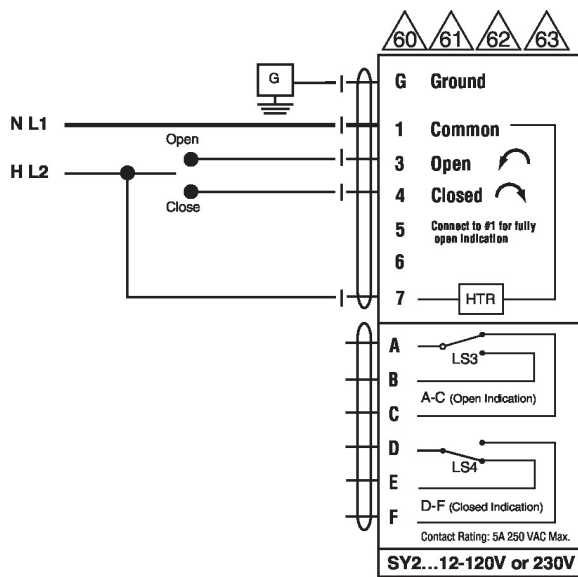 60 61 62 63
G
G Ground
N L1
1 Common
Open
3 Open
H L2
4 Closed
Close
5 Connect to #1 for fully
open indication
6
7 HTR
A
LS3
B
A-C (Open Indication)
C
D
LS4
E
D-F (Closed Indication)
F
Contact Rating: 5A 250 VAC Max.
SY2...12-120V or 230V